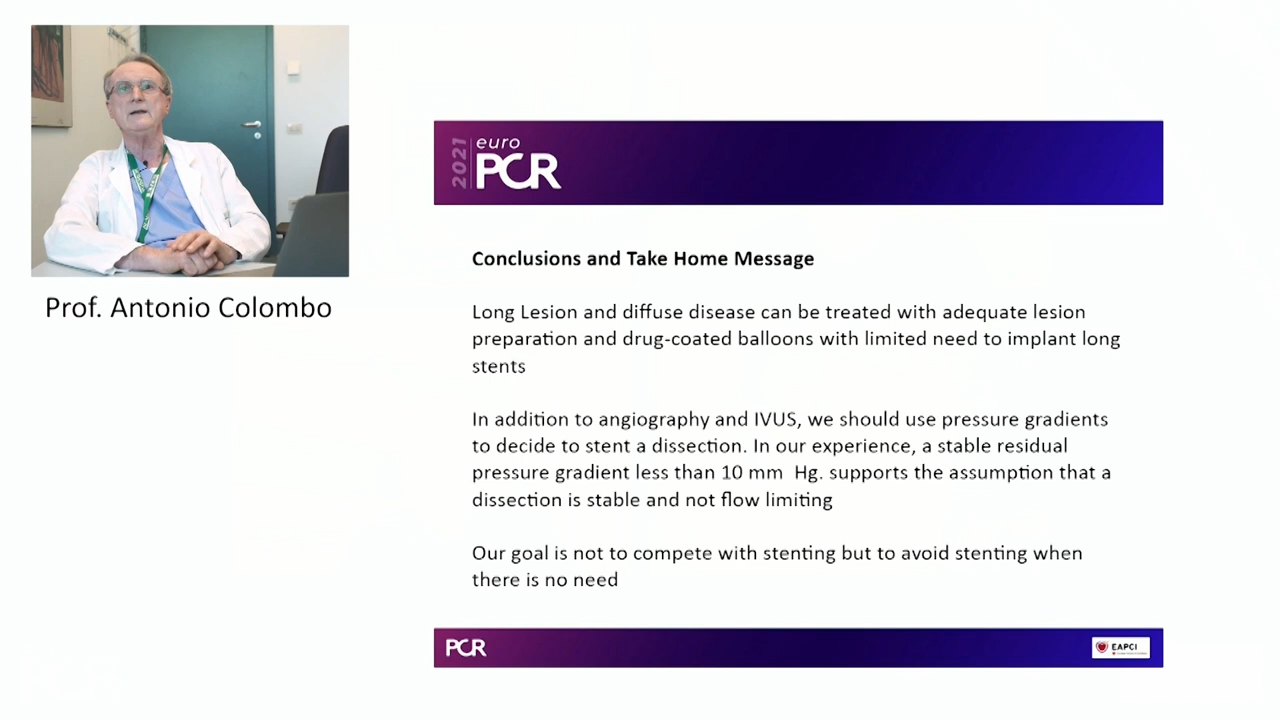 Prof. Antonio Colombo
2021
euro
PCR
Conclusions and Take Home Message
Long Lesion and diffuse disease can be treated with adequate lesion
preparation and drug-coated balloons with limited need to implant long
stents
In addition to angiography and IVUS, we should use pressure gradients
to decide to stent a dissection. In our experience, a stable residual
pressure gradient less than 10 mm  Hg. supports the assumption that a
dissection is stable and not flow limiting
Our goal is not to compete with stenting but to avoid stenting when
there is no need
PCR
EAPCI
PCR